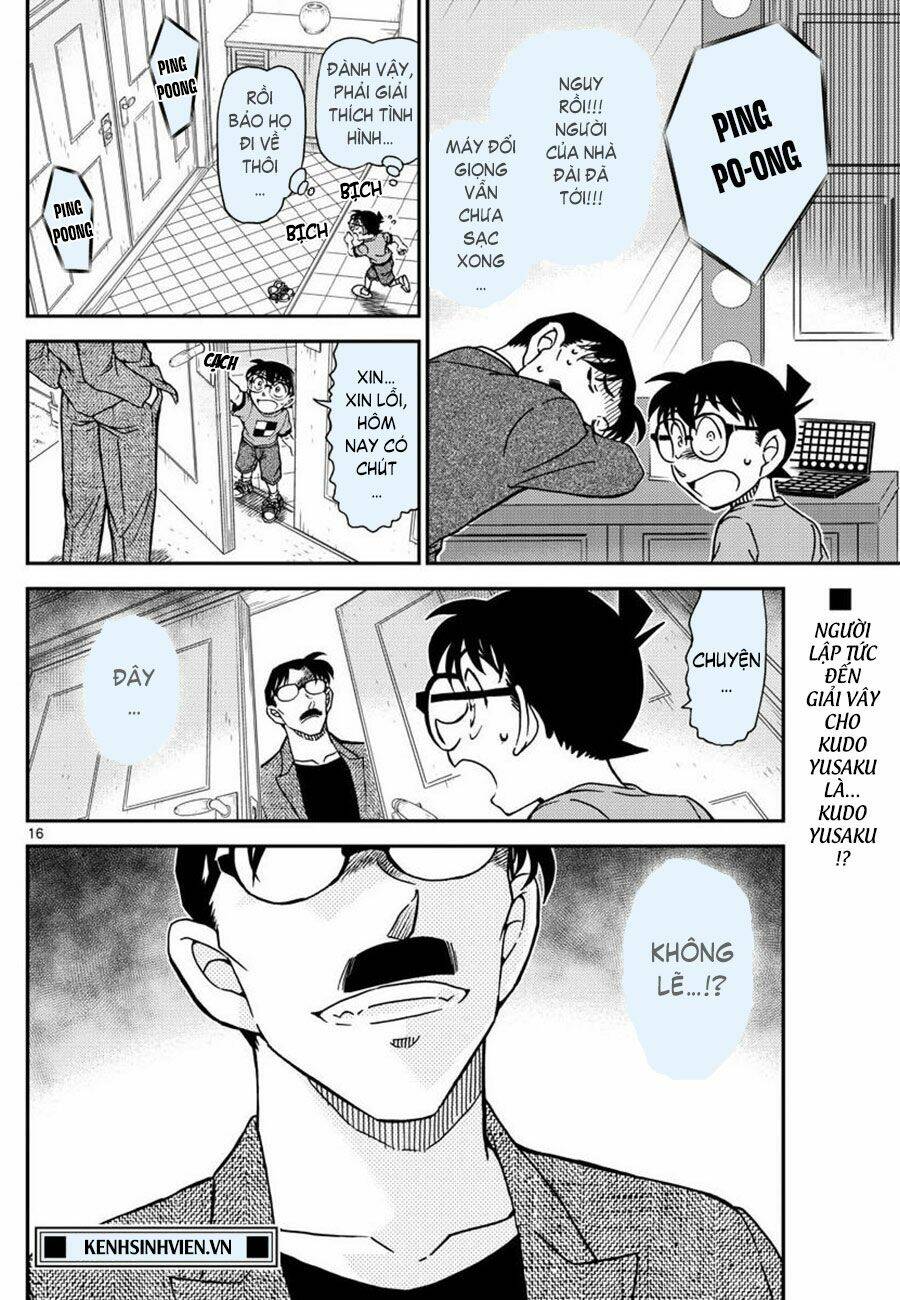 PING
PO-ONG
NGUY
RỒI!!!
NGƯỜI
CỦA NHÀ
ĐÀI ĐÃ
TỚI!!!
MÁY ĐỔI
GIỌNG
VẪN
CHƯA
SẠC
XONG
...
ĐÀNH VẬY,
PHẢI GIẢI
THÍCH TÌNH
HÌNH...
RỒI
BẢO HỌ
ĐI VỀ
THÔI
...
PING
POONG
PING
POONG
BỊCH
BỊCH
CẠCH
XIN...
XIN LỖI,
HÔM
NAY CÓ
CHÚT
...
CHUYỆN
...
ĐÂY
...
16
NGƯỜI
LẬP TỨC
ĐẾN
GIẢI VÂY
CHO
KUDO
YUSAKU
LÀ...
KUDO
YUSAKU
!?
KHÔNG
LẼ...!?
KENHSINHVIEN.VN